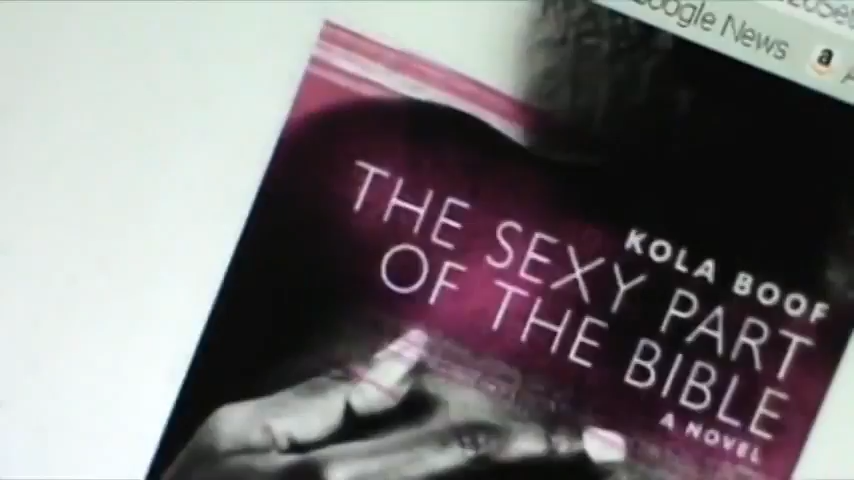 Google News
a
KOLA BOOF
THE SEXY PART
OF THE BIBLE
A NOVEL